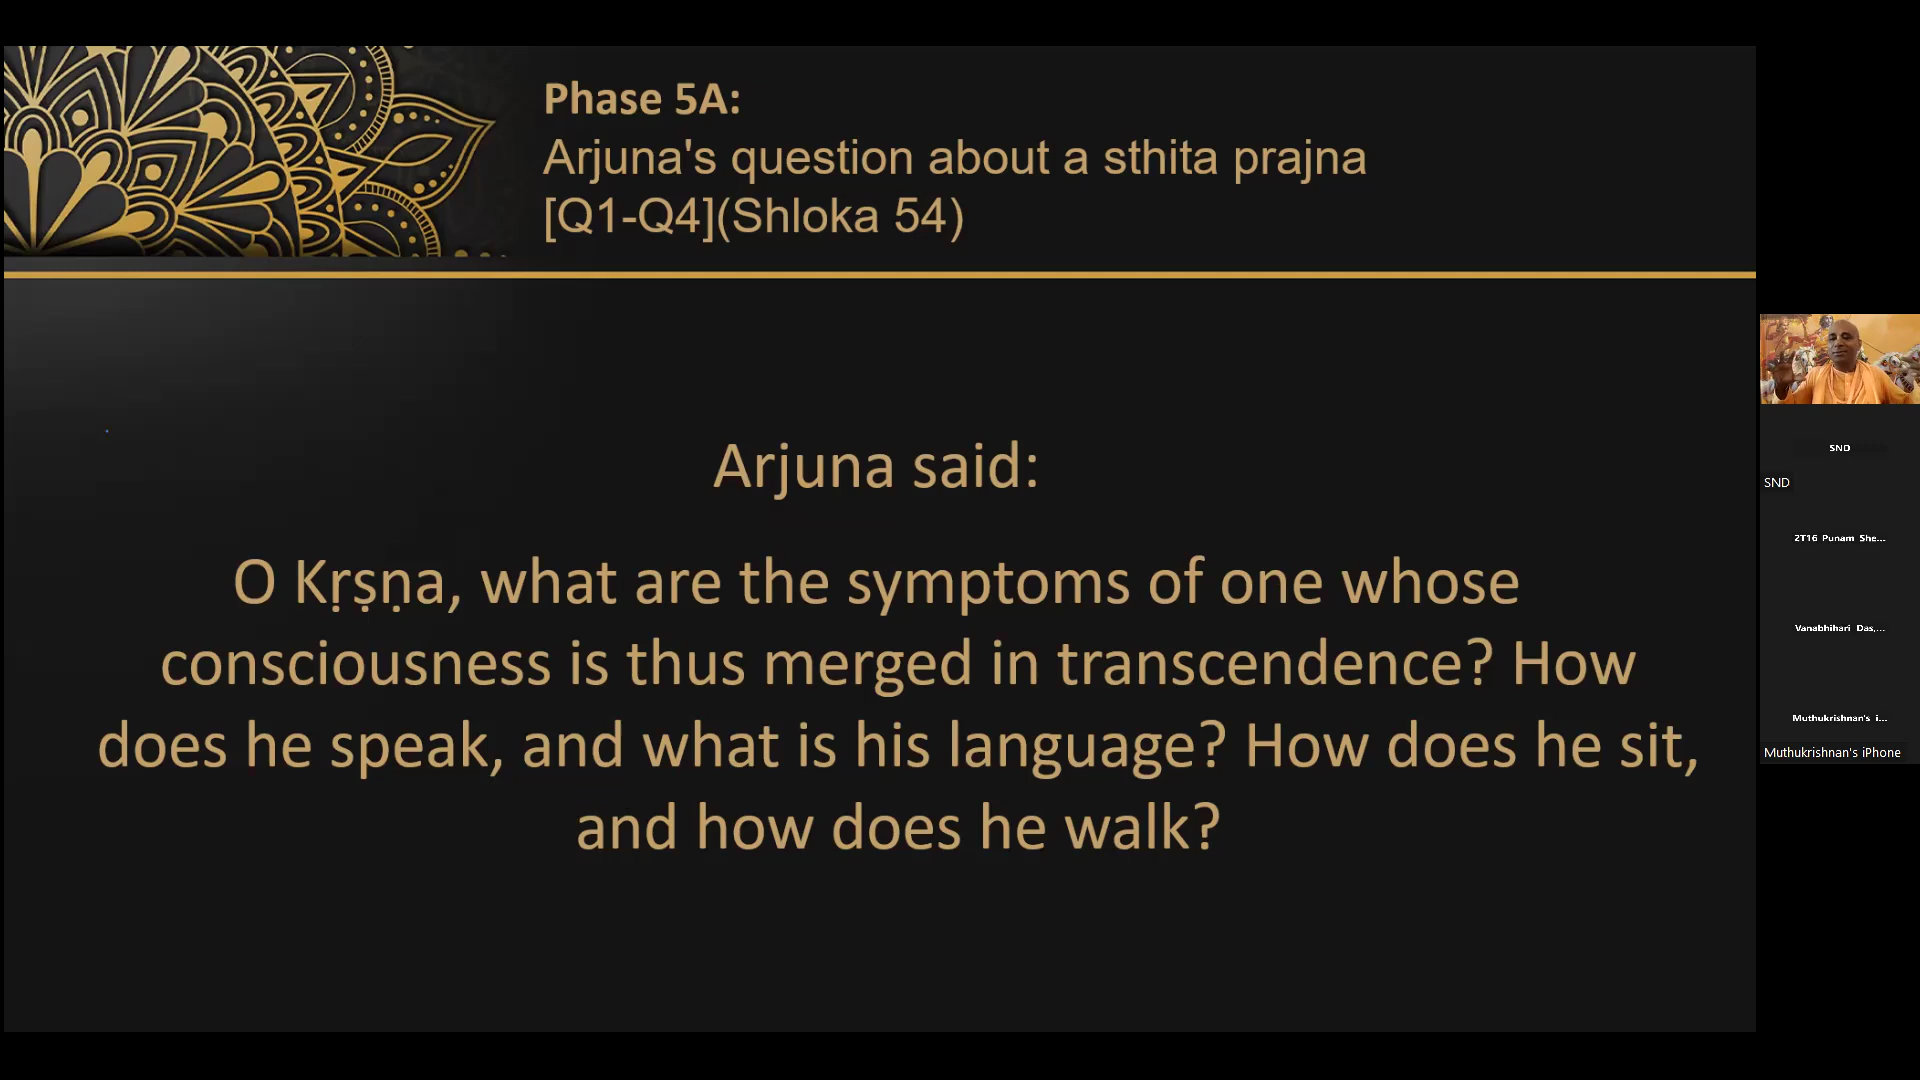 Phase 5A:
Arjuna's question about a sthita prajna
[Q1-Q4](Shloka 54)
Arjuna said:
O Kṛṣṇa, what are the symptoms of one whose
consciousness is thus merged in transcendence? How
does he speak, and what is his language? How does he sit,
and how does he walk?
SND
SND
2T16 Punam She...
Vanabhihari Das,...
Muthukrishnan's i...
Muthukrishnan's iPhone